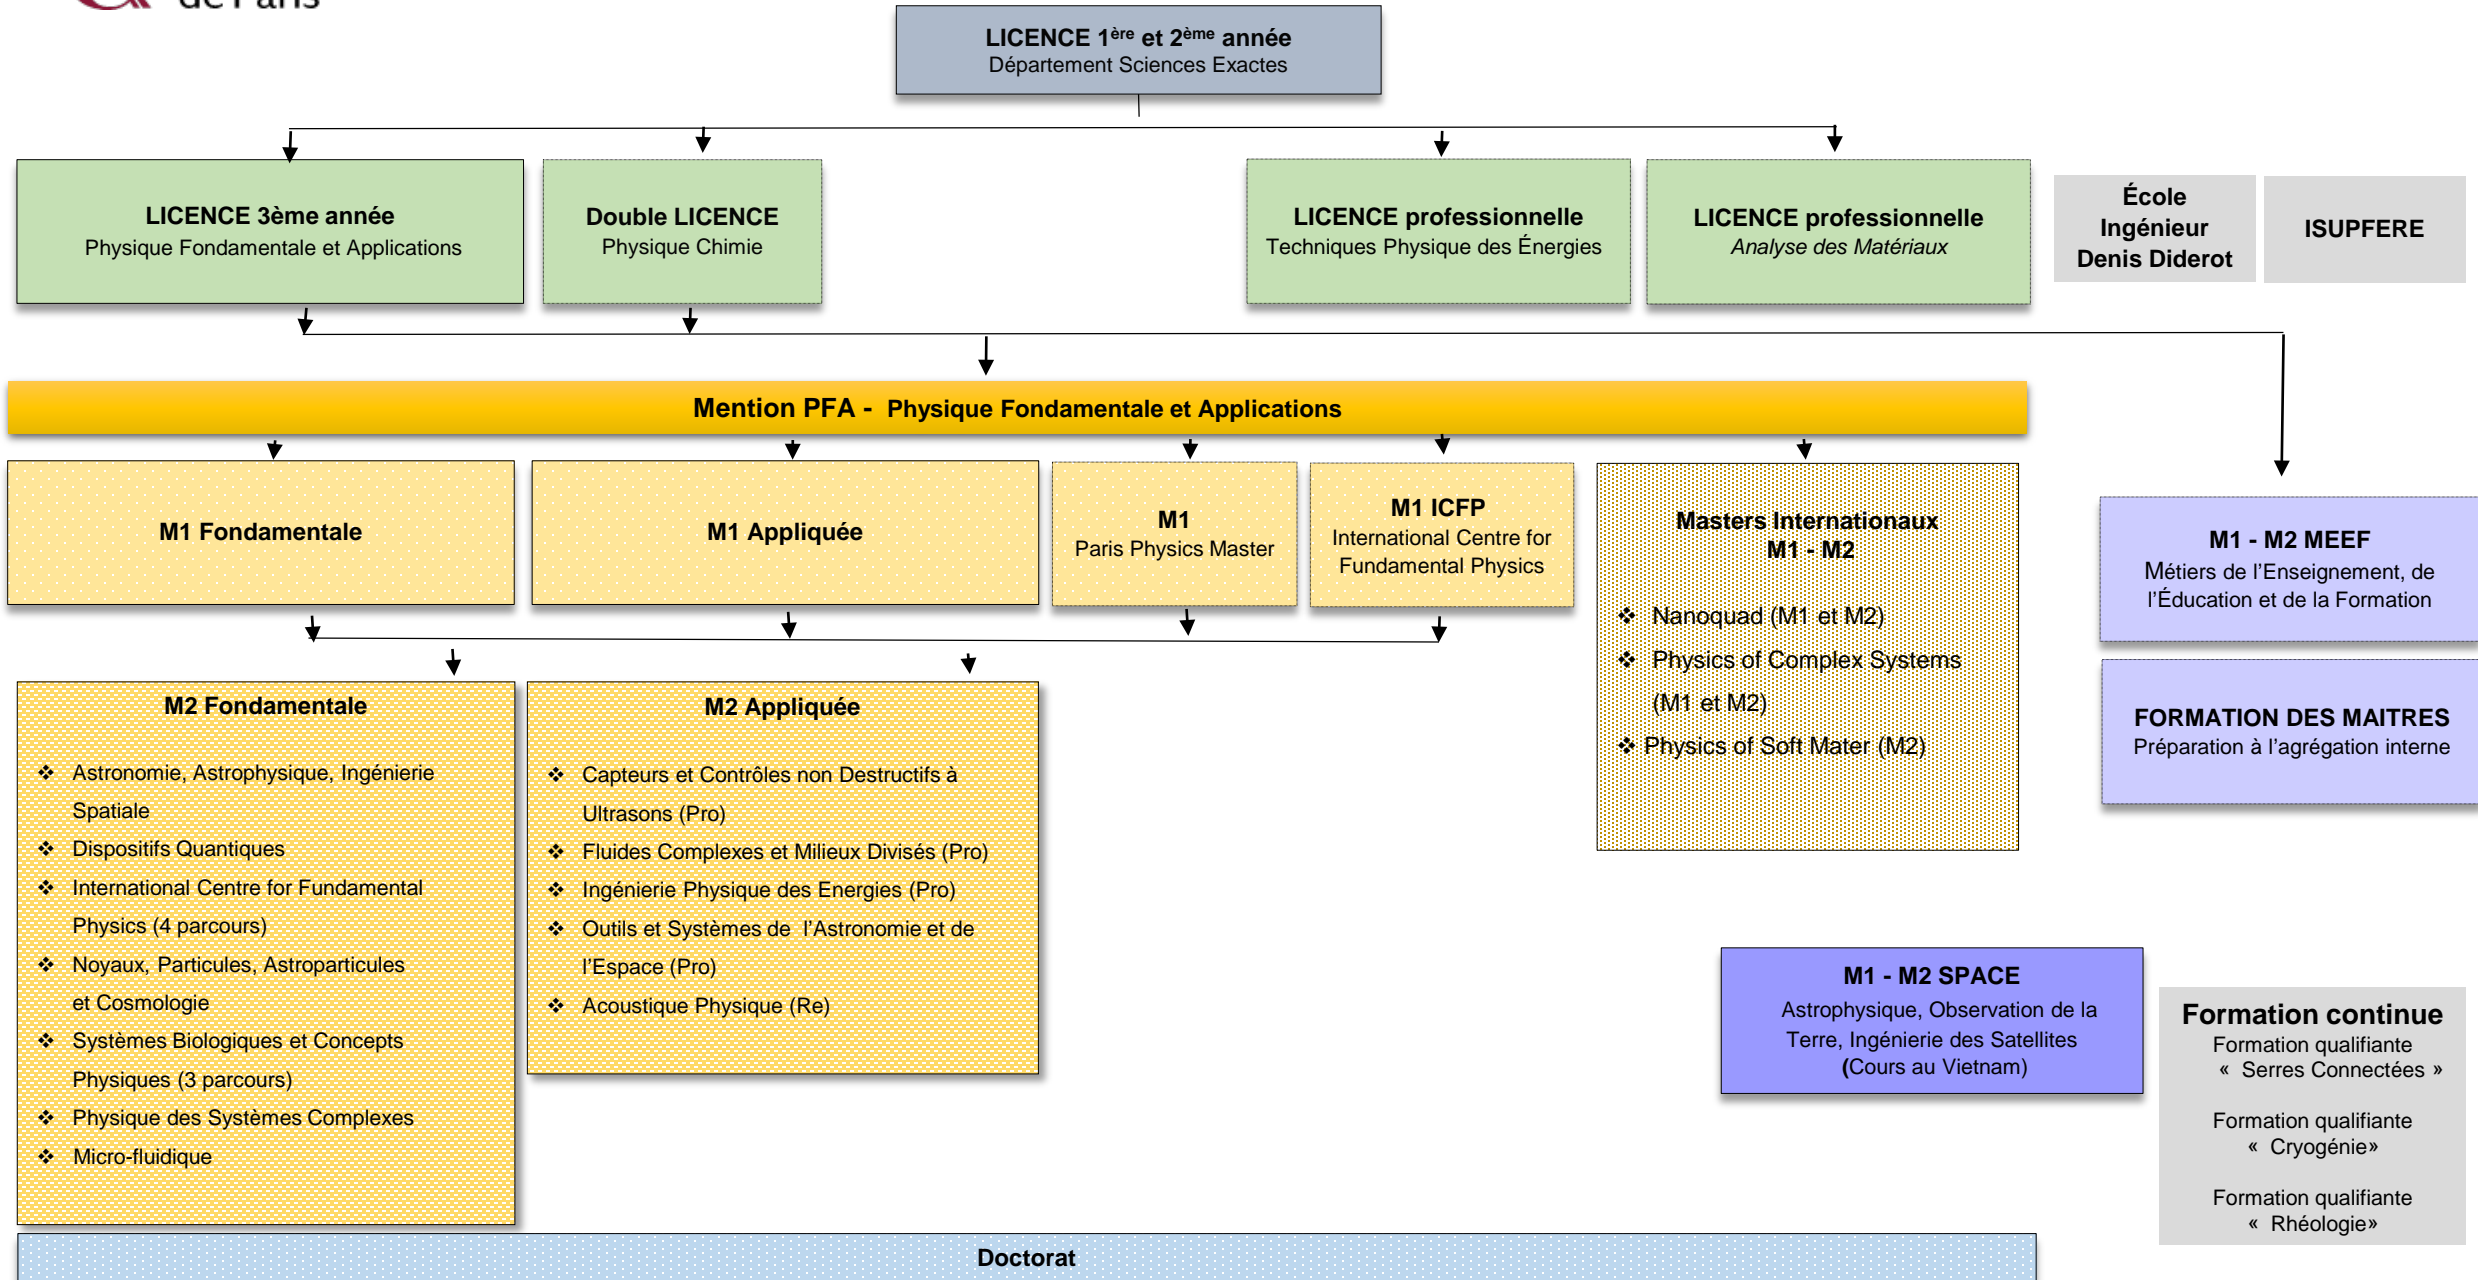 de Paris
LICENCE 1ère et 2ème année
Département Sciences Exactes
LICENCE 3ème année
Physique Fondamentale et Applications
Double LICENCE
Physique Chimie
LICENCE professionnelle
Techniques Physique des Énergies
LICENCE professionnelle
Analyse des Matériaux
École
Ingénieur
Denis Diderot
ISUPFERE
Mention PFA - Physique Fondamentale et Applications
M1 Fondamentale
M1 Appliquée
M1
Paris Physics Master
M1 ICFP
International Centre for
Fundamental Physics
Masters Internationaux
M1 - M2
❖ Nanoquad (M1 et M2)
❖ Physics of Complex Systems
(M1 et M2)
❖ Physics of Soft Mater (M2)
M1 - M2 MEEF
Métiers de l’Enseignement, de
l’Éducation et de la Formation
FORMATION DES MAITRES
Préparation à l’agrégation interne
M2 Fondamentale
❖ Astronomie, Astrophysique, Ingénierie
Spatiale
❖ Dispositifs Quantiques
❖ International Centre for Fundamental
Physics (4 parcours)
❖ Noyaux, Particules, Astroparticules
et Cosmologie
❖ Systèmes Biologiques et Concepts
Physiques (3 parcours)
❖ Physique des Systèmes Complexes
❖ Micro-fluidique
M2 Appliquée
❖ Capteurs et Contrôles non Destructifs à
Ultrasons (Pro)
❖ Fluides Complexes et Milieux Divisés (Pro)
❖ Ingénierie Physique des Energies (Pro)
❖ Outils et Systèmes de l’Astronomie et de
l’Espace (Pro)
❖ Acoustique Physique (Re)
M1 - M2 SPACE
Astrophysique, Observation de la
Terre, Ingénierie des Satellites
(Cours au Vietnam)
Formation continue
Formation qualifiante
« Serres Connectées »
Formation qualifiante
« Cryogénie»
Formation qualifiante
« Rhéologie»
Doctorat